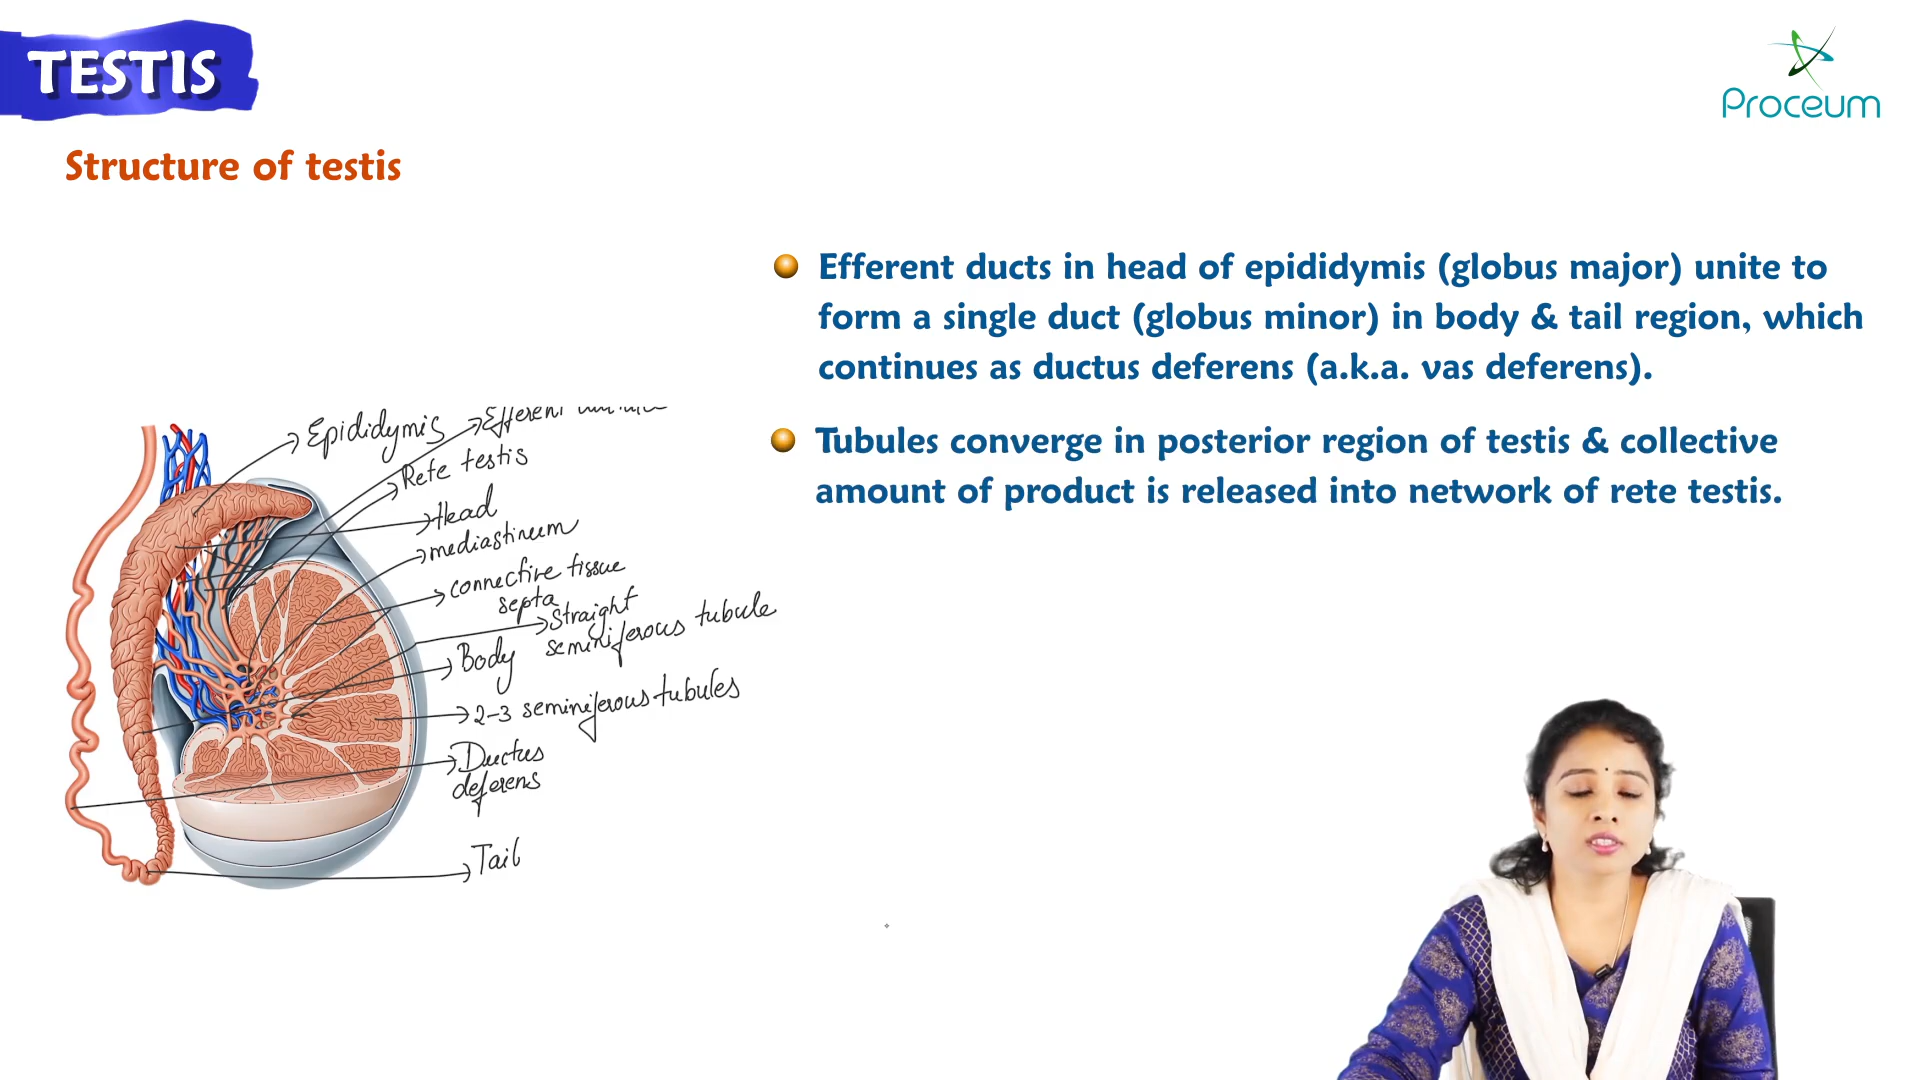 TESTIS
Proceum
Structure of testis
Efferent ducts in head of epididymis (globus major) unite to
form a single duct (globus minor) in body & tail region, which
continues as ductus deferens (a.k.a. vas deferens).
Tubules converge in posterior region of testis & collective
amount of product is released into network of rete testis.
Epididymis
Efferent
Rete testis
Head
mediastinum
connective tissue
septa
Straight
seminiferous tubule
Body
2-3 seminiferous tubules
Ductus
deferens
Tail